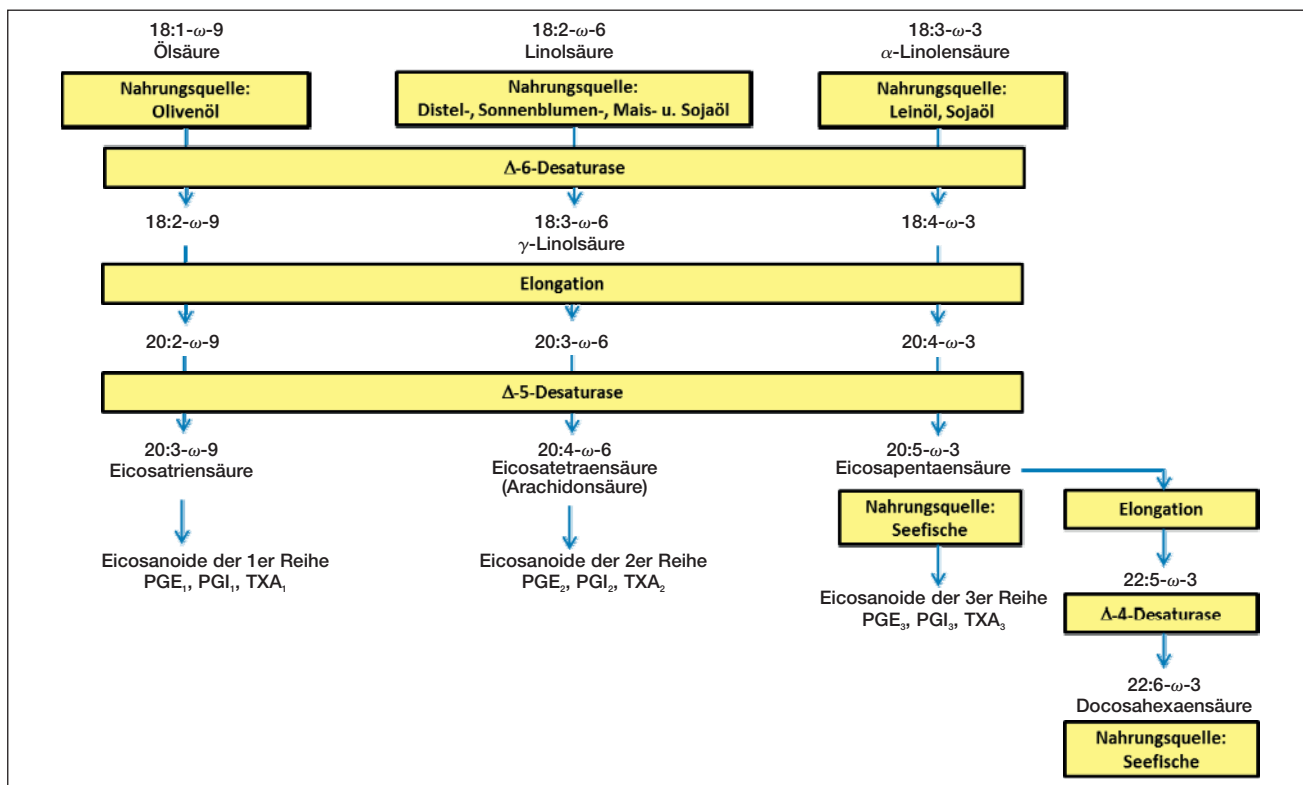 18:1-ω-9
Ölsäure
18:2-ω-6
Linolsäure
18:3-ω-3
α-Linolensäure
Nahrungsquelle:
Olivenöl
Nahrungsquelle:
Distel-, Sonnenblumen-, Mais- u. Sojaöl
Nahrungsquelle:
Leinöl, Sojaöl
Δ-6-Desaturase
18:2-ω-9
18:3-ω-6
γ-Linolsäure
18:4-ω-3
Elongation
20:2-ω-9
20:3-ω-6
20:4-ω-3
Δ-5-Desaturase
20:3-ω-9
Eicosatriensäure
20:4-ω-6
Eicosatetraensäure
(Arachidonsäure)
20:5-ω-3
Eicosapentaensäure
Nahrungsquelle:
Seefische
Elongation
Eicosanoide der 1er Reihe
PGE₁, PGI₁, TXA₁
Eicosanoide der 2er Reihe
PGE₂, PGI₂, TXA₂
Eicosanoide der 3er Reihe
PGE₃, PGI₃, TXA₃
22:5-ω-3
Δ-4-Desaturase
22:6-ω-3
Docosahexaensäure
Nahrungsquelle:
Seefische